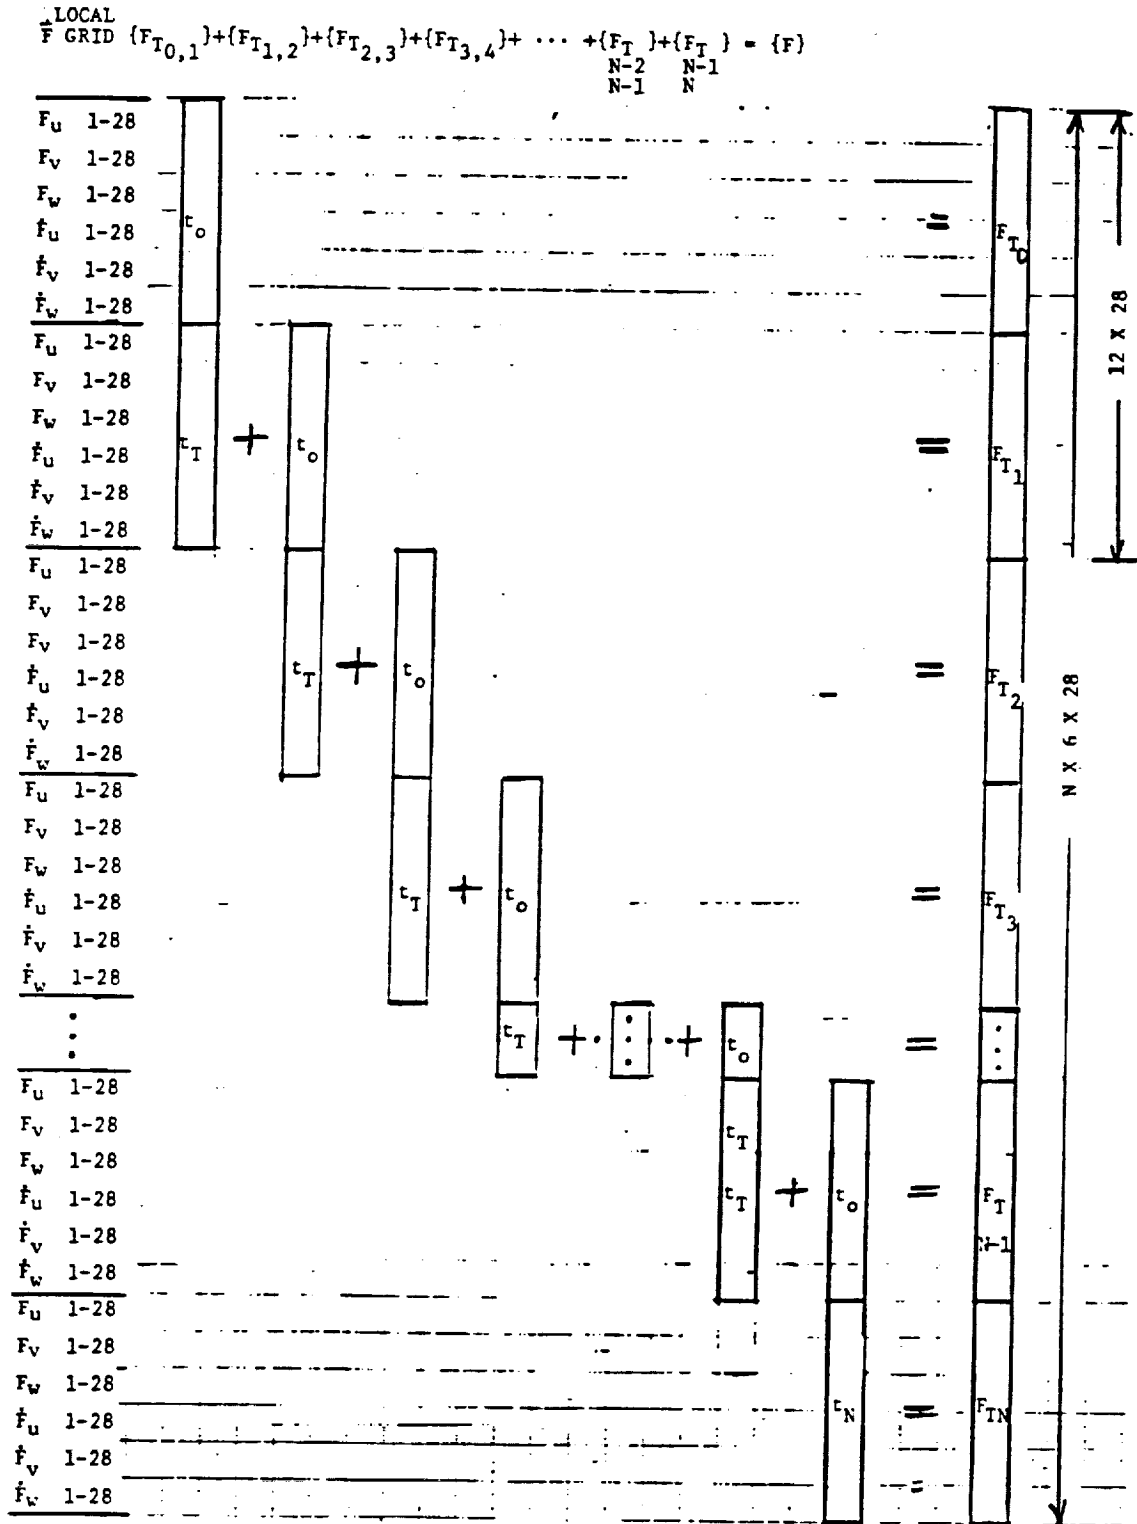 LOCAL
F̄ GRID {F_T0,1}+{F_T1,2}+{F_T2,3}+{F_T3,4}+ ··· +{F_T }+{F_T } = {F}
N-2 N-1
N-1 N
F_u 1-28
F_v 1-28
F_w 1-28
Ḟ_u 1-28 t_o = F_T0
Ḟ_v 1-28
Ḟ_w 1-28
12 X 28
F_u 1-28
F_v 1-28
F_w 1-28
Ḟ_u 1-28 t_T + t_o = F_T1
Ḟ_v 1-28
Ḟ_w 1-28
F_u 1-28
F_v 1-28
F_v 1-28
Ḟ_u 1-28 t_T + t_o = F_T2
Ḟ_v 1-28
Ḟ_w 1-28
N X 6 X 28
F_u 1-28
F_v 1-28
F_w 1-28
Ḟ_u 1-28 t_T + t_o = F_T3
Ḟ_v 1-28
Ḟ_w 1-28
⋮ t_T +· ⋮ ·+ t_o = ⋮
F_u 1-28
F_v 1-28 t_T
F_w 1-28
Ḟ_u 1-28 t_T + t_o = F_T
Ḟ_v 1-28 N-1
Ḟ_w 1-28
F_u 1-28
F_v 1-28
F_w 1-28
Ḟ_u 1-28 t_N = F_TN
Ḟ_v 1-28
Ḟ_w 1-28